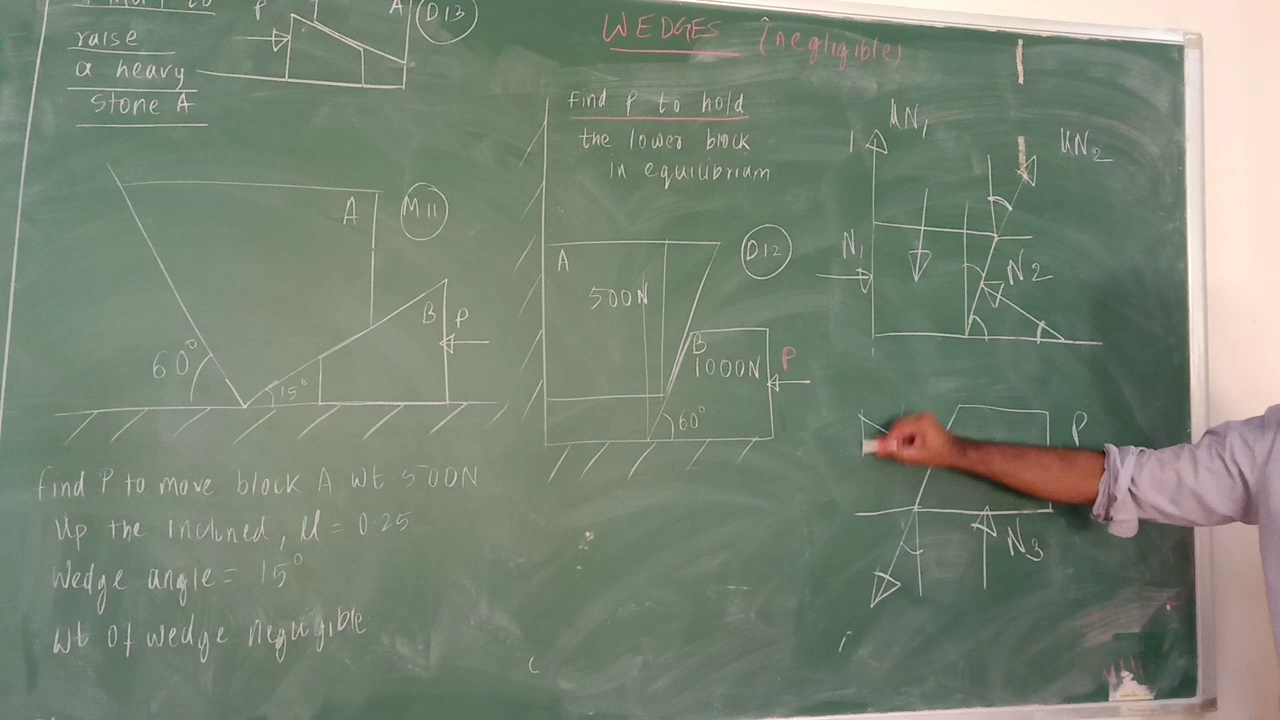 raise
a heavy
stone A
P
A
D13
WEDGES (negligible)
A
M11
B
P
60°
15°
Find P to move block A wt 500N
Up the inclined, μ = 0.25
Wedge angle = 15°
Wt of wedge negligible
Find P to hold
the lower block
in equilibrium
D12
A
500N
B
1000N
P
60°
1
μN₁
μN₂
N₁
N₂
P
N₃